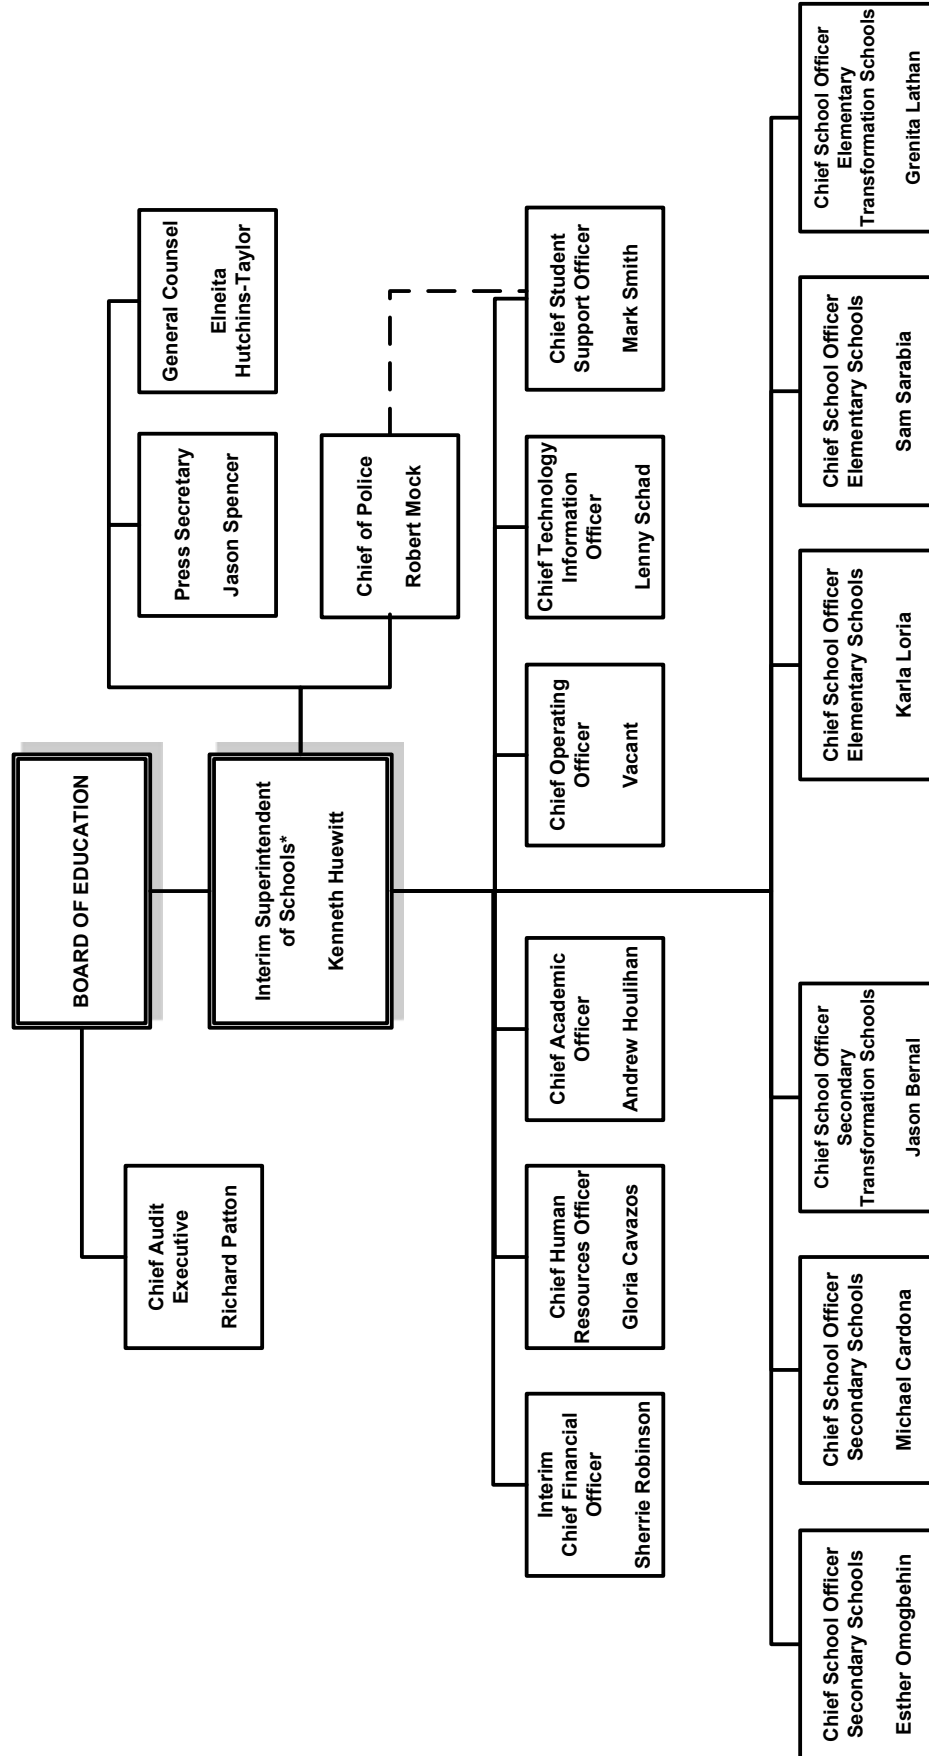 BOARD OF EDUCATION
Chief Audit
Executive
Richard Patton
Interim Superintendent
of Schools*
Kenneth Huewitt
Press Secretary
Jason Spencer
General Counsel
Elneita
Hutchins-Taylor
Chief of Police
Robert Mock
Interim
Chief Financial
Officer
Sherrie Robinson
Chief Human
Resources Officer
Gloria Cavazos
Chief Academic
Officer
Andrew Houlihan
Chief Operating
Officer
Vacant
Chief Technology
Information
Officer
Lenny Schad
Chief Student
Support Officer
Mark Smith
Chief School Officer
Secondary Schools
Esther Omogbehin
Chief School Officer
Secondary Schools
Michael Cardona
Chief School Officer
Secondary
Transformation Schools
Jason Bernal
Chief School Officer
Elementary Schools
Karla Loria
Chief School Officer
Elementary Schools
Sam Sarabia
Chief School Officer
Elementary
Transformation Schools
Grenita Lathan